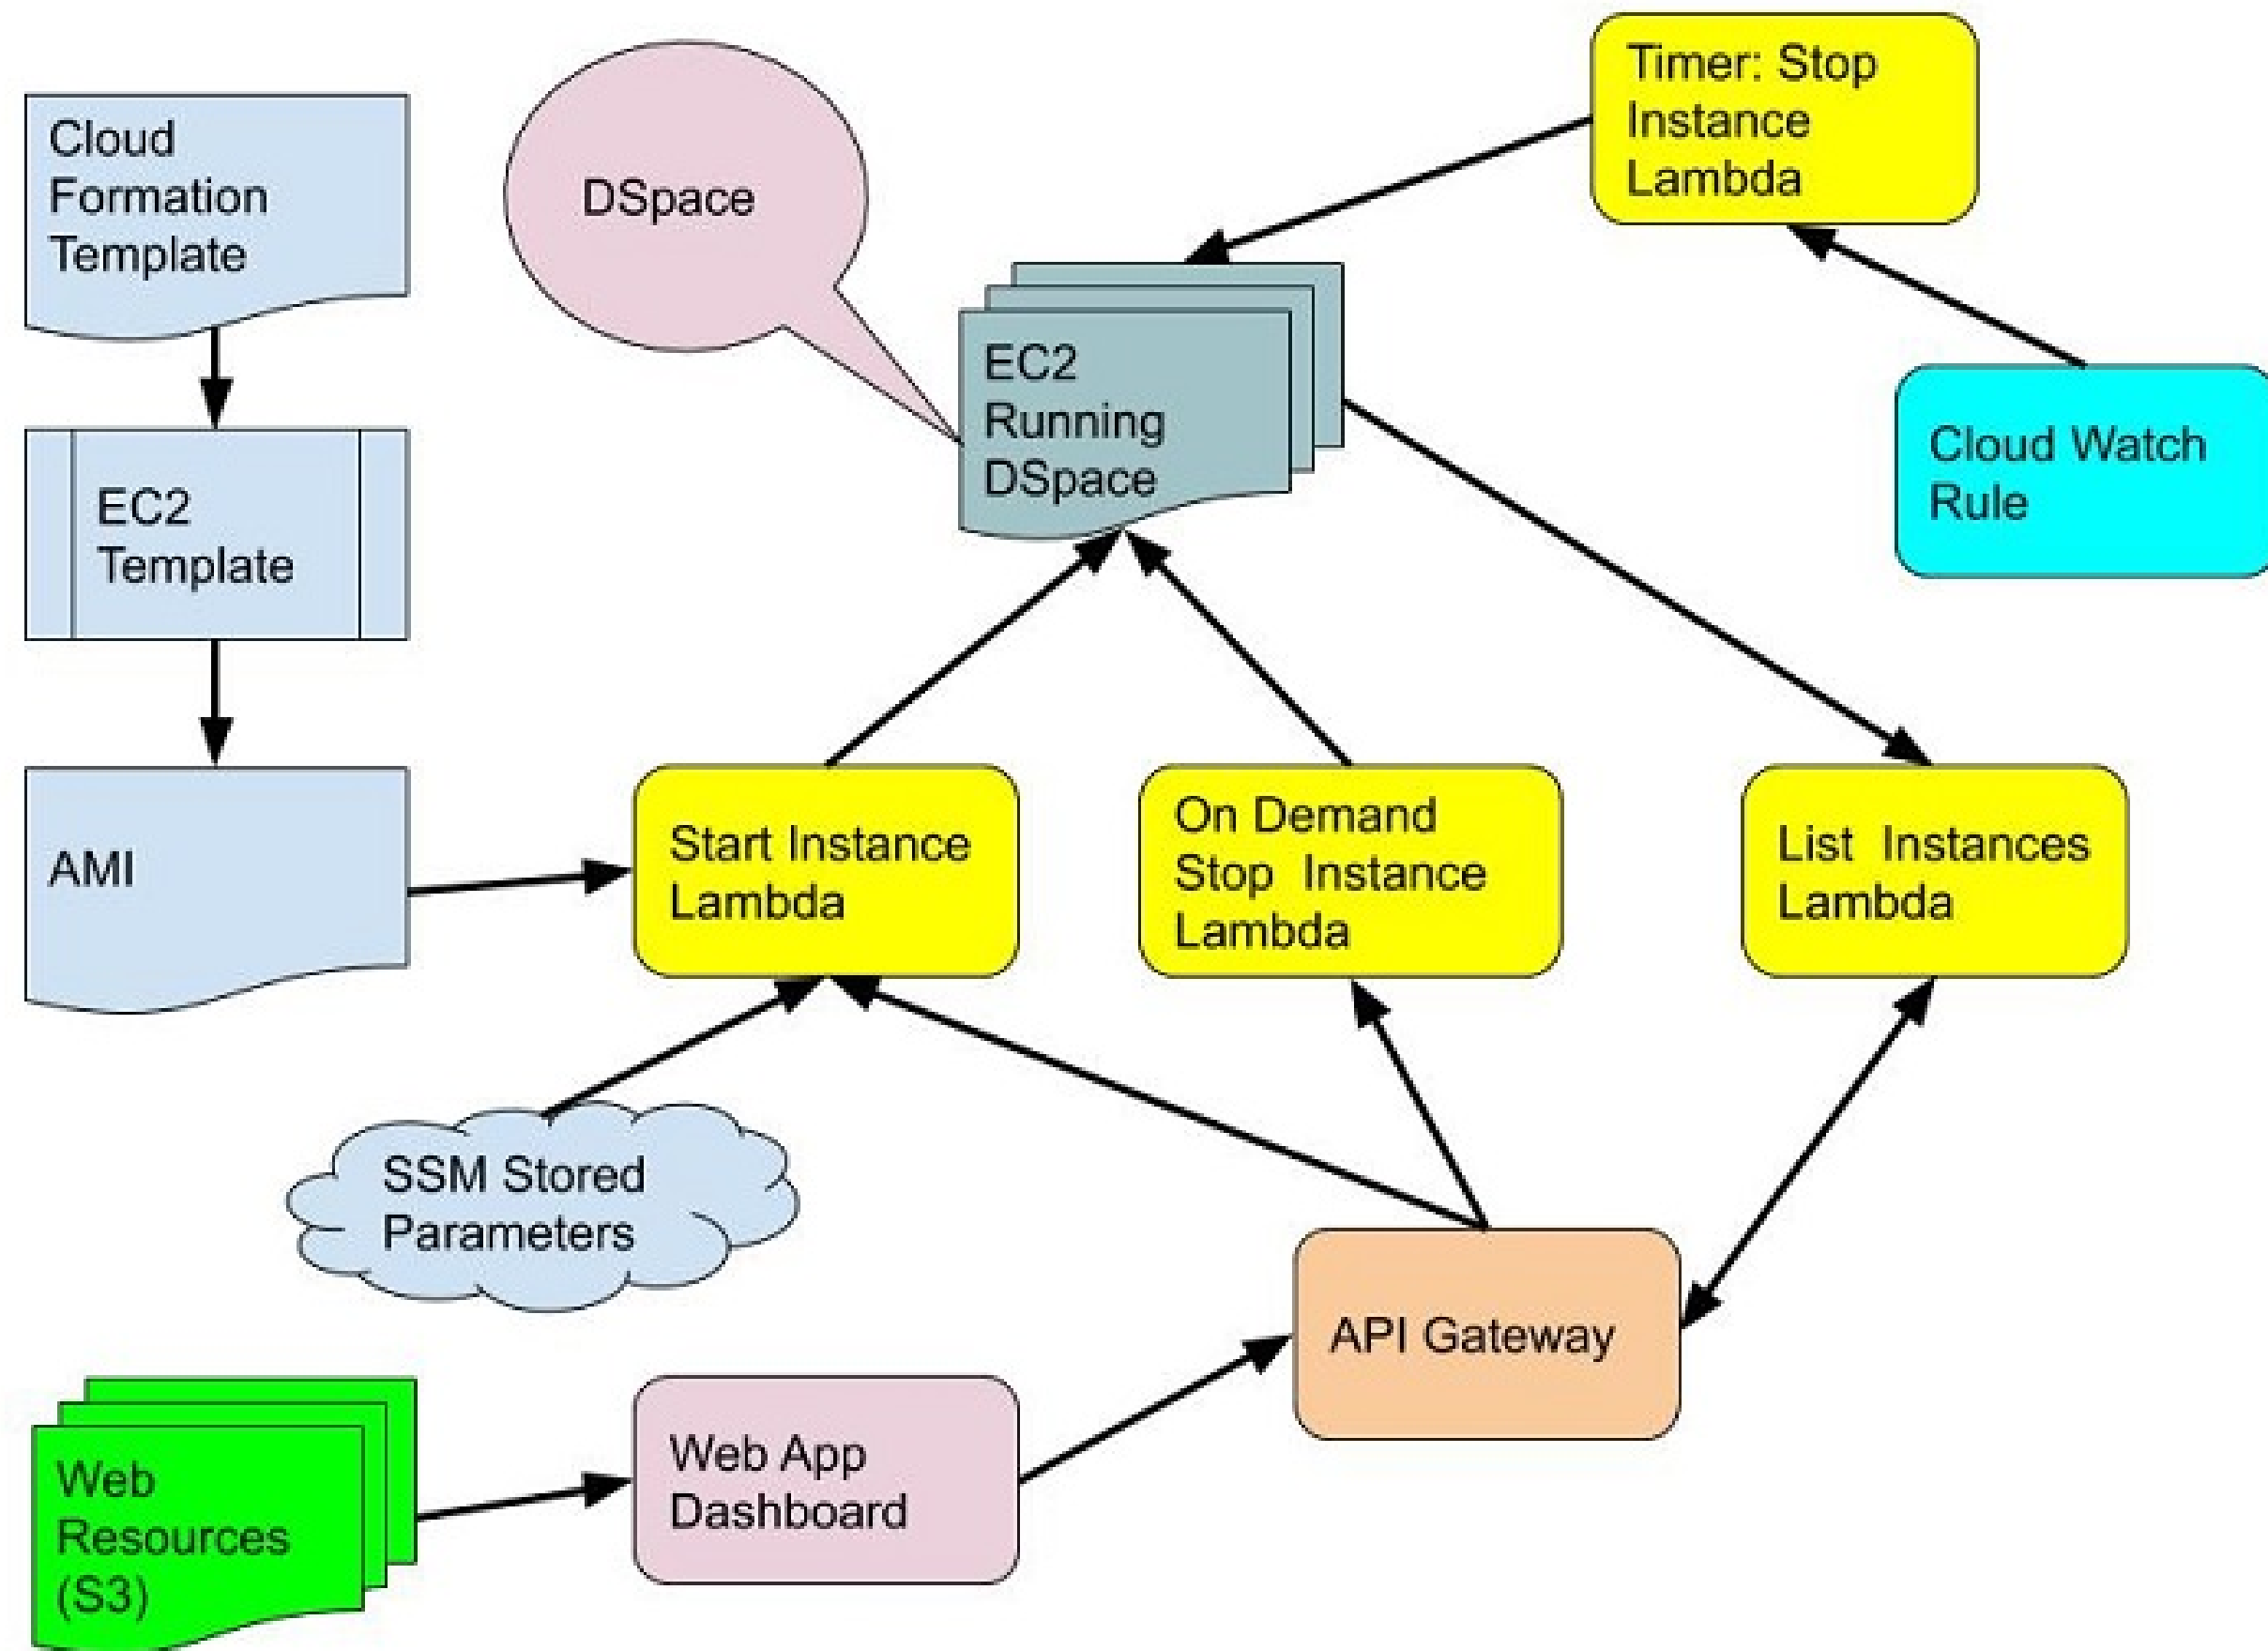 Cloud
Formation
Template
DSpace
Timer: Stop
Instance
Lambda
EC2
Running
DSpace
Cloud Watch
Rule
EC2
Template
AMI
Start Instance
Lambda
On Demand
Stop Instance
Lambda
List Instances
Lambda
SSM Stored
Parameters
API Gateway
Web
Resources
(S3)
Web App
Dashboard